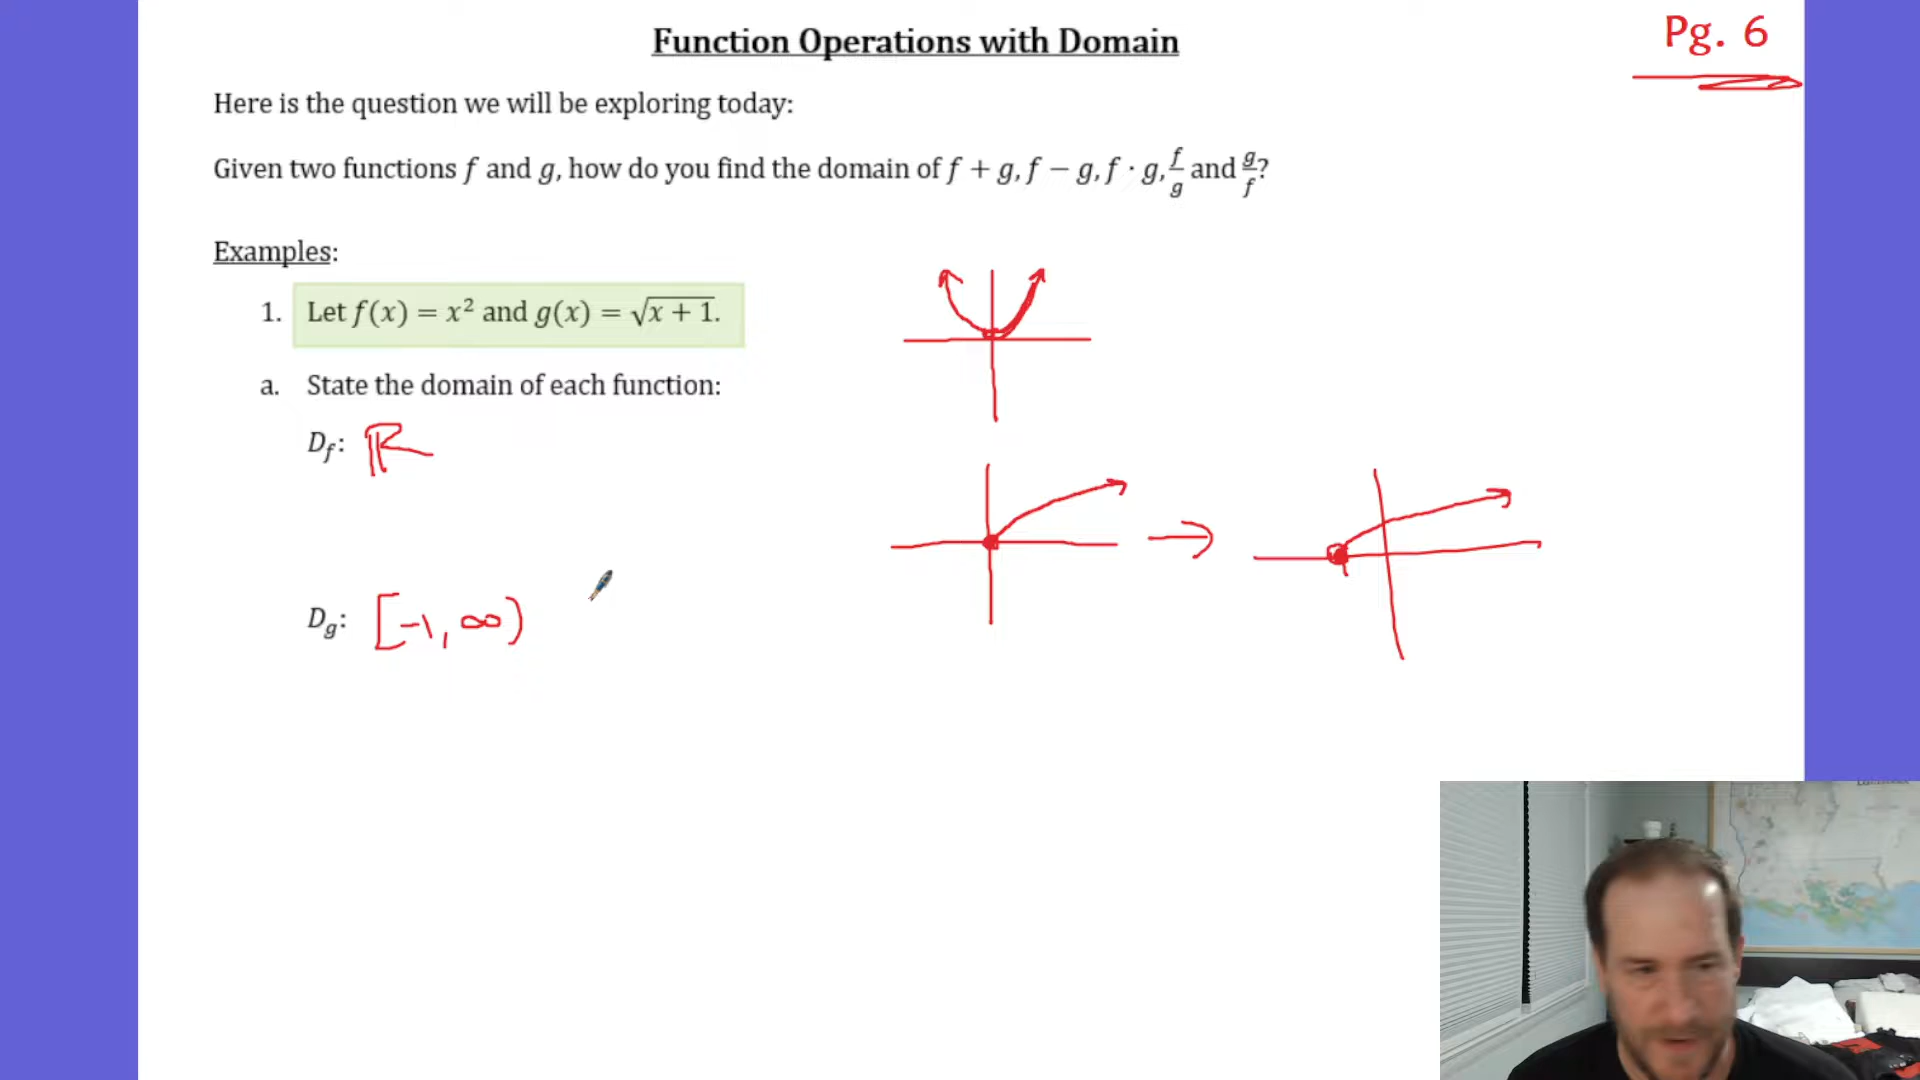 Function Operations with Domain
Pg. 6
Here is the question we will be exploring today:
Given two functions f and g, how do you find the domain of f + g, f − g, f · g, f/g and g/f?
Examples:
1. Let f(x) = x² and g(x) = √(x + 1).
a. State the domain of each function:
D_f: ℝ
D_g: [-1, ∞)